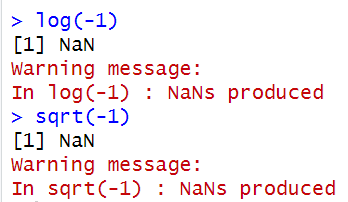 > log(-1)
[1] NaN
Warning message:
In log(-1) : NaNs produced
> sqrt(-1)
[1] NaN
Warning message:
In sqrt(-1) : NaNs produced